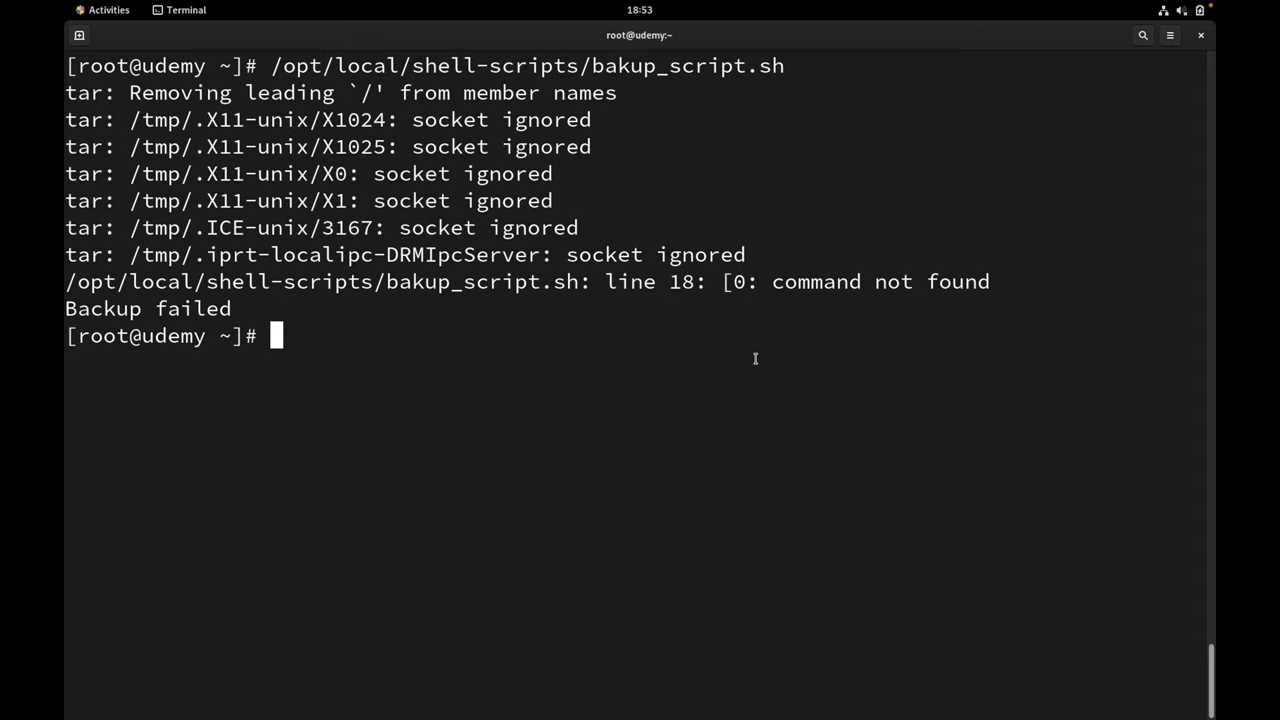 Activities Terminal 18:53
root@udemy:~
[root@udemy ~]# /opt/local/shell-scripts/bakup_script.sh
tar: Removing leading `/' from member names
tar: /tmp/.X11-unix/X1024: socket ignored
tar: /tmp/.X11-unix/X1025: socket ignored
tar: /tmp/.X11-unix/X0: socket ignored
tar: /tmp/.X11-unix/X1: socket ignored
tar: /tmp/.ICE-unix/3167: socket ignored
tar: /tmp/.iprt-localipc-DRMIpcServer: socket ignored
/opt/local/shell-scripts/bakup_script.sh: line 18: [0: command not found
Backup failed
[root@udemy ~]#